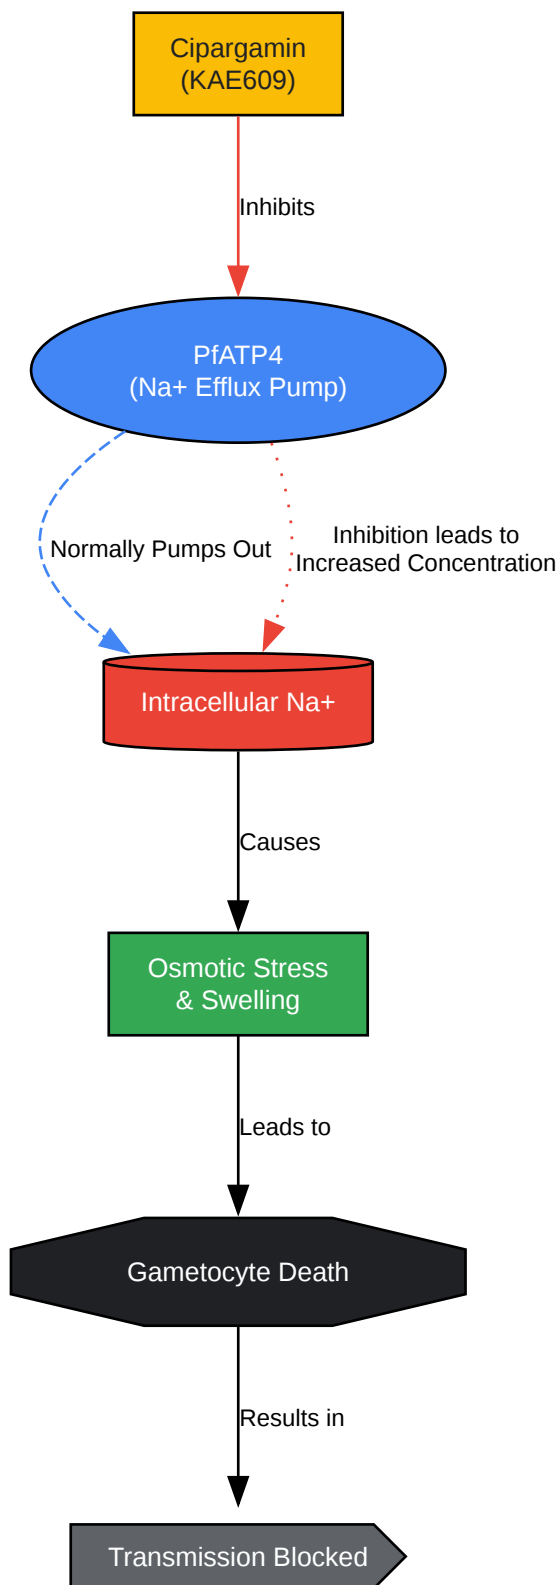 Cipargamin
(KAE609)
Inhibits
PfATP4
(Na+ Efflux Pump)
Normally Pumps Out
Inhibition leads to
Increased Concentration
Intracellular Na+
Causes
Osmotic Stress
& Swelling
Leads to
Gametocyte Death
Results in
Transmission Blocked